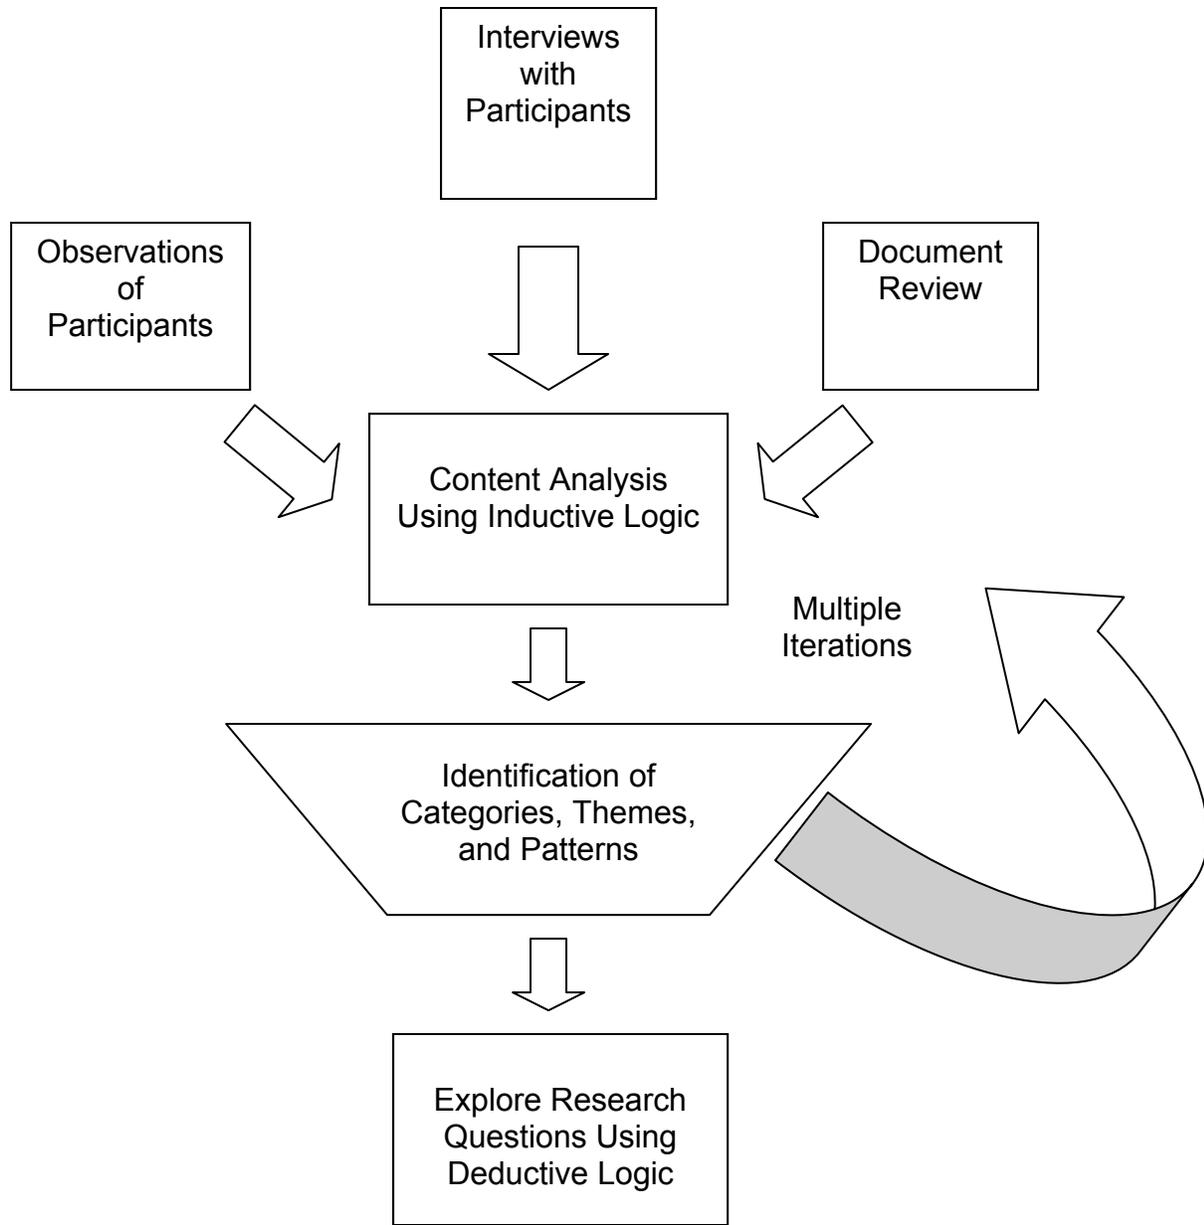 Interviews
with
Participants
Observations
of
Participants
Document
Review
Content Analysis
Using Inductive Logic
Multiple
Iterations
Identification of
Categories, Themes,
and Patterns
Explore Research
Questions Using
Deductive Logic